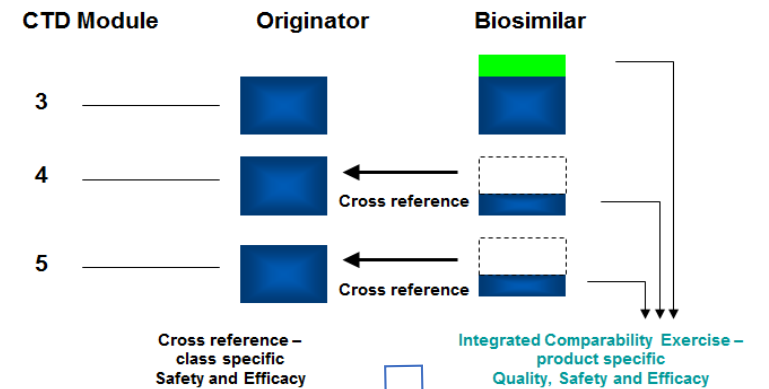 CTD Module Originator Biosimilar
3
4
Cross reference
5
Cross reference
Cross reference –
class specific
Safety and Efficacy
Integrated Comparability Exercise –
product specific
Quality, Safety and Efficacy